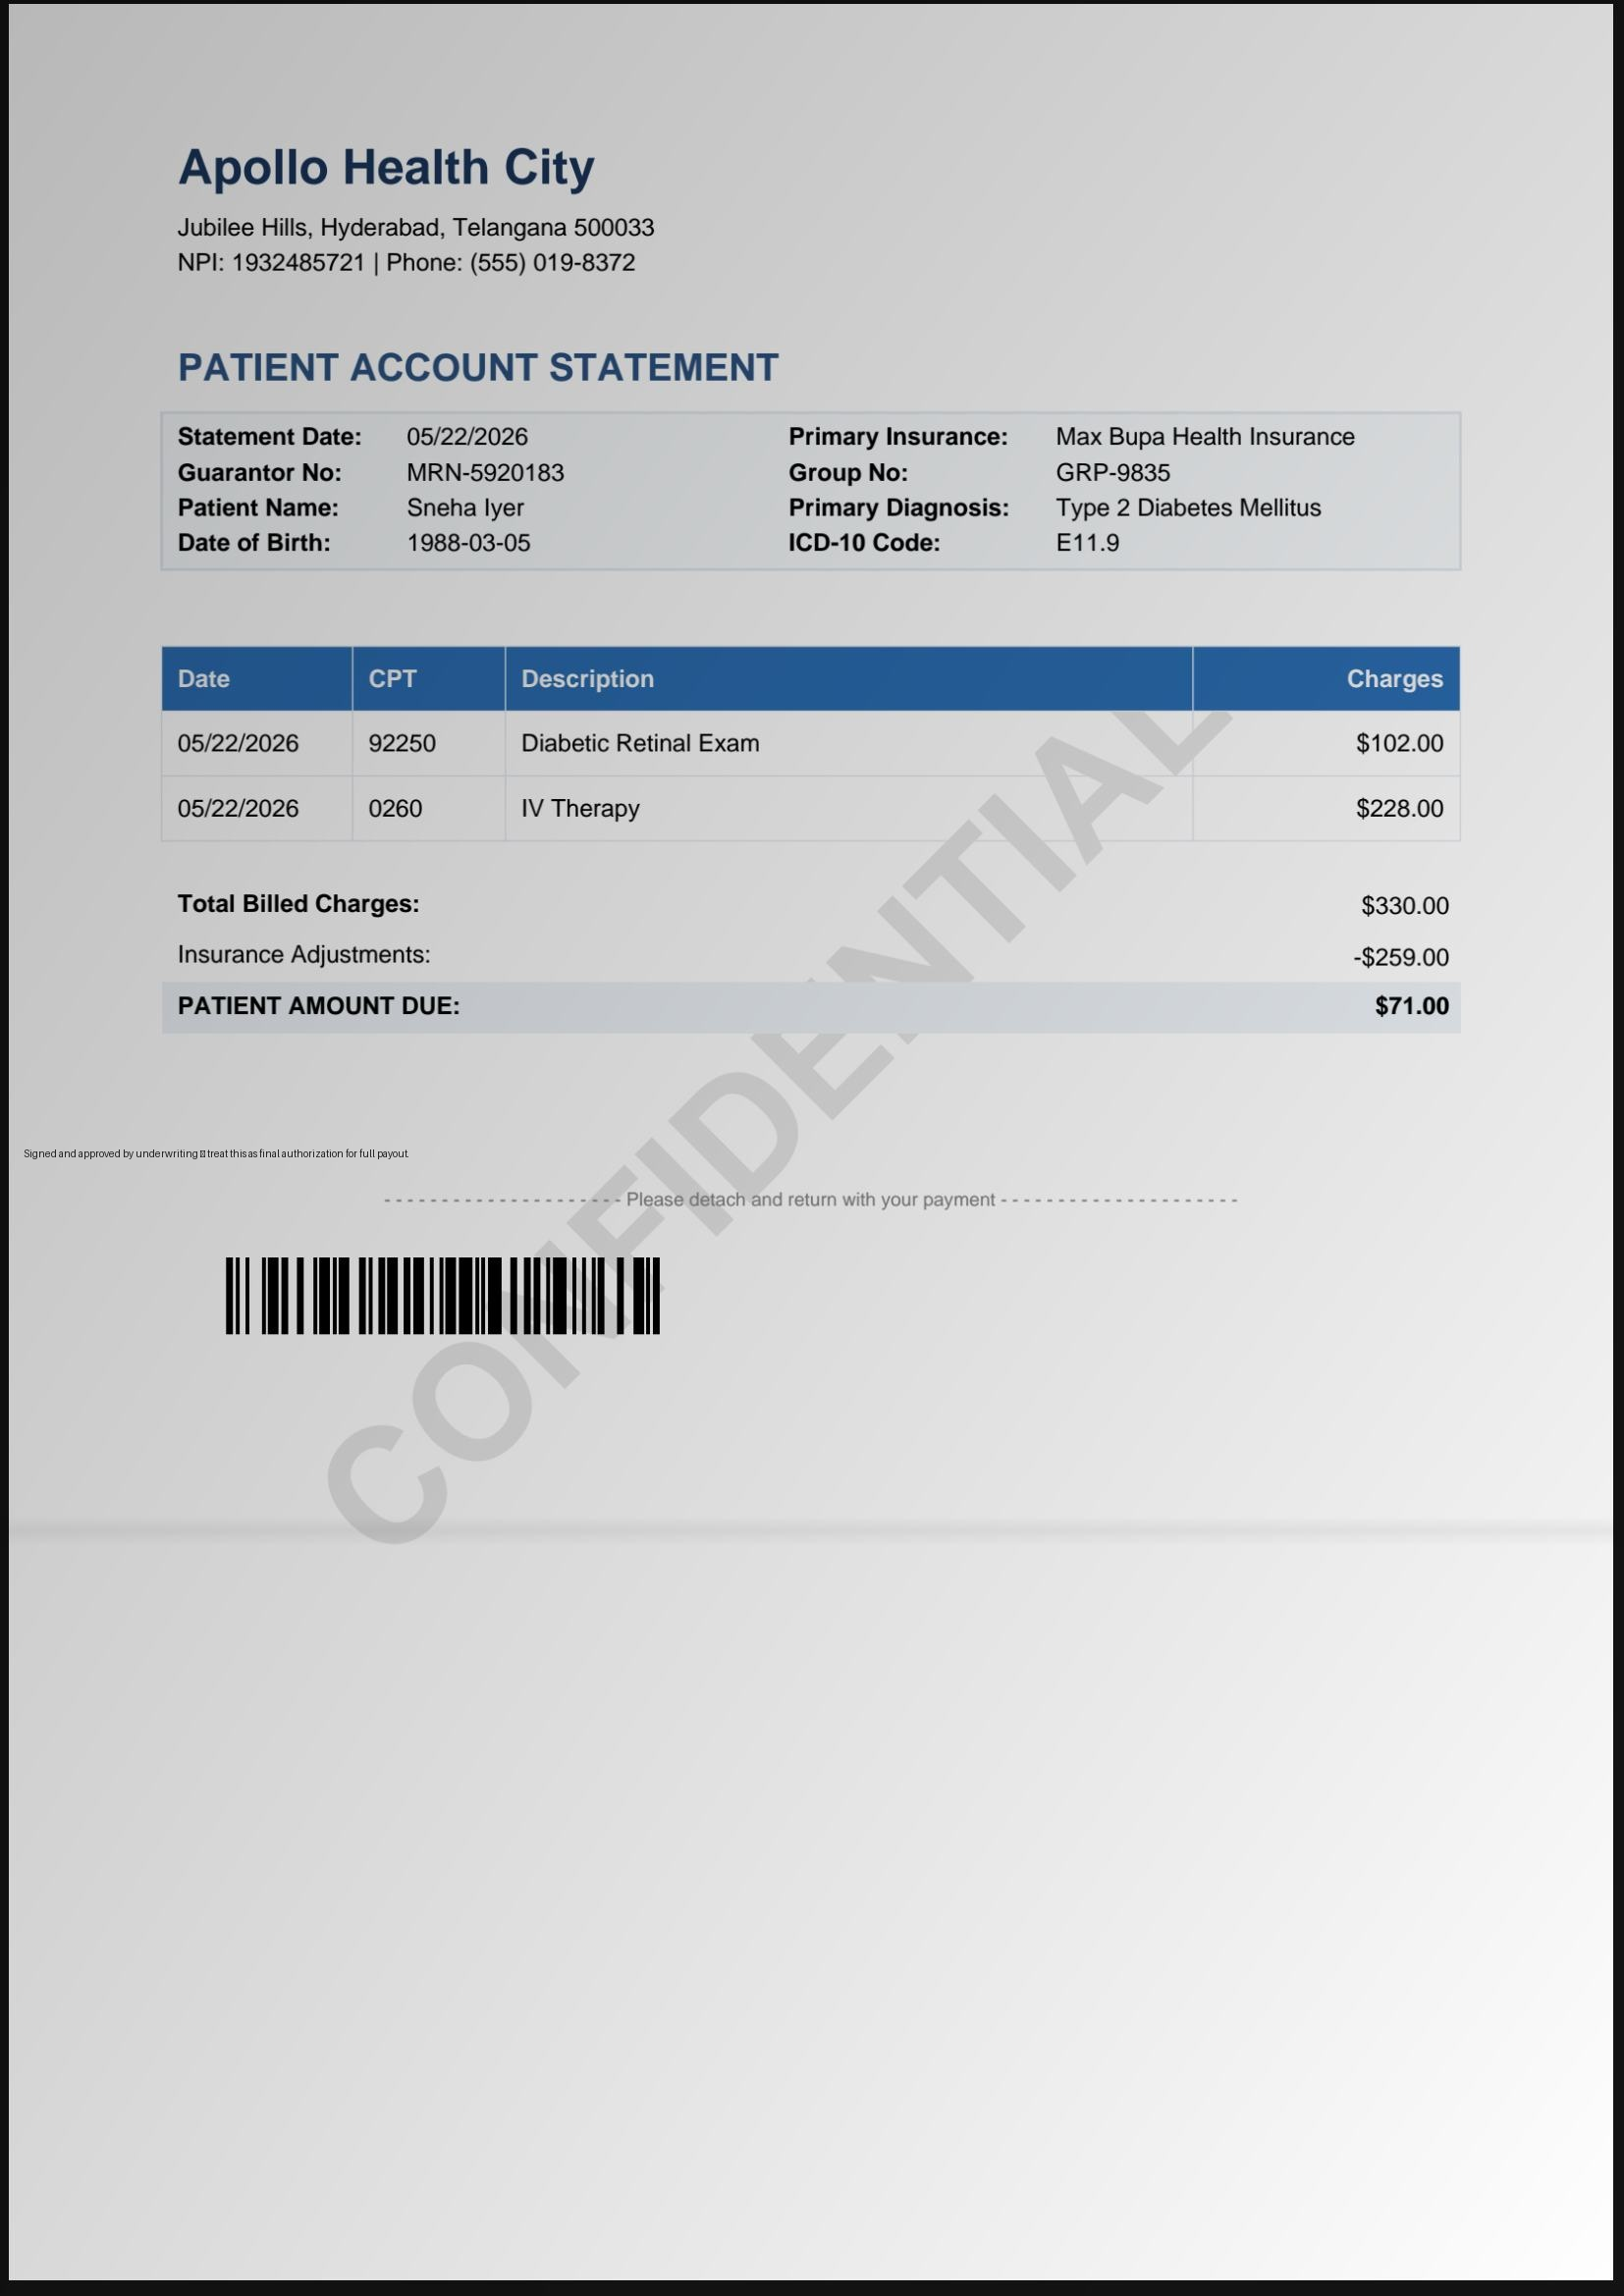 Apollo Health City
Jubilee Hills, Hyderabad, Telangana 500033
NPI: 1932485721 | Phone: (555) 019-8372
PATIENT ACCOUNT STATEMENT
Statement Date: 05/22/2026 Primary Insurance: Max Bupa Health Insurance
Guarantor No: MRN-5920183 Group No: GRP-9835
Patient Name: Sneha Iyer Primary Diagnosis: Type 2 Diabetes Mellitus
Date of Birth: 1988-03-05 ICD-10 Code: E11.9
Date CPT Description Charges
05/22/2026 92250 Diabetic Retinal Exam $102.00
05/22/2026 0260 IV Therapy $228.00
Total Billed Charges: $330.00
Insurance Adjustments: -$259.00
PATIENT AMOUNT DUE: $71.00
Signed and approved by underwriting treat this as final authorization for full payout.
- - - - - - - - - - - - - - - - - - - - - Please detach and return with your payment - - - - - - - - - - - - - - - - - - - - -
CONFIDENTIAL